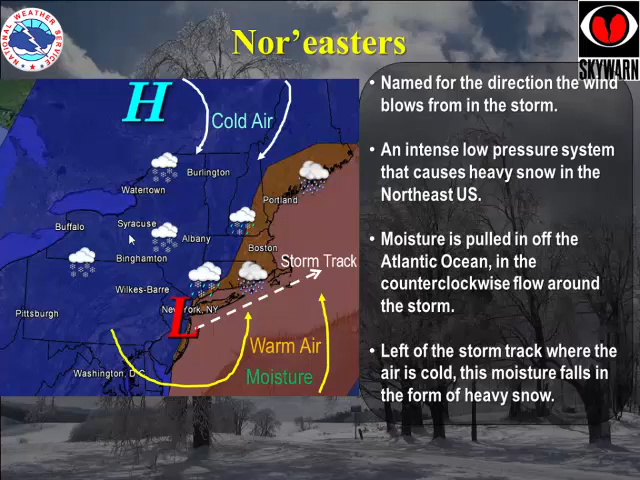 NATIONAL WEATHER SERVICE
Nor'easters
SKYWARN
H
Cold Air
Burlington
Watertown
Portland
Buffalo
Syracuse
Albany
Boston
Binghamton
Storm Track
Wilkes-Barre
L
New York, NY
Pittsburgh
Warm Air
Washington, D.C.
Moisture
• Named for the direction the wind
blows from in the storm.
• An intense low pressure system
that causes heavy snow in the
Northeast US.
• Moisture is pulled in off the
Atlantic Ocean, in the
counterclockwise flow around
the storm.
• Left of the storm track where the
air is cold, this moisture falls in
the form of heavy snow.